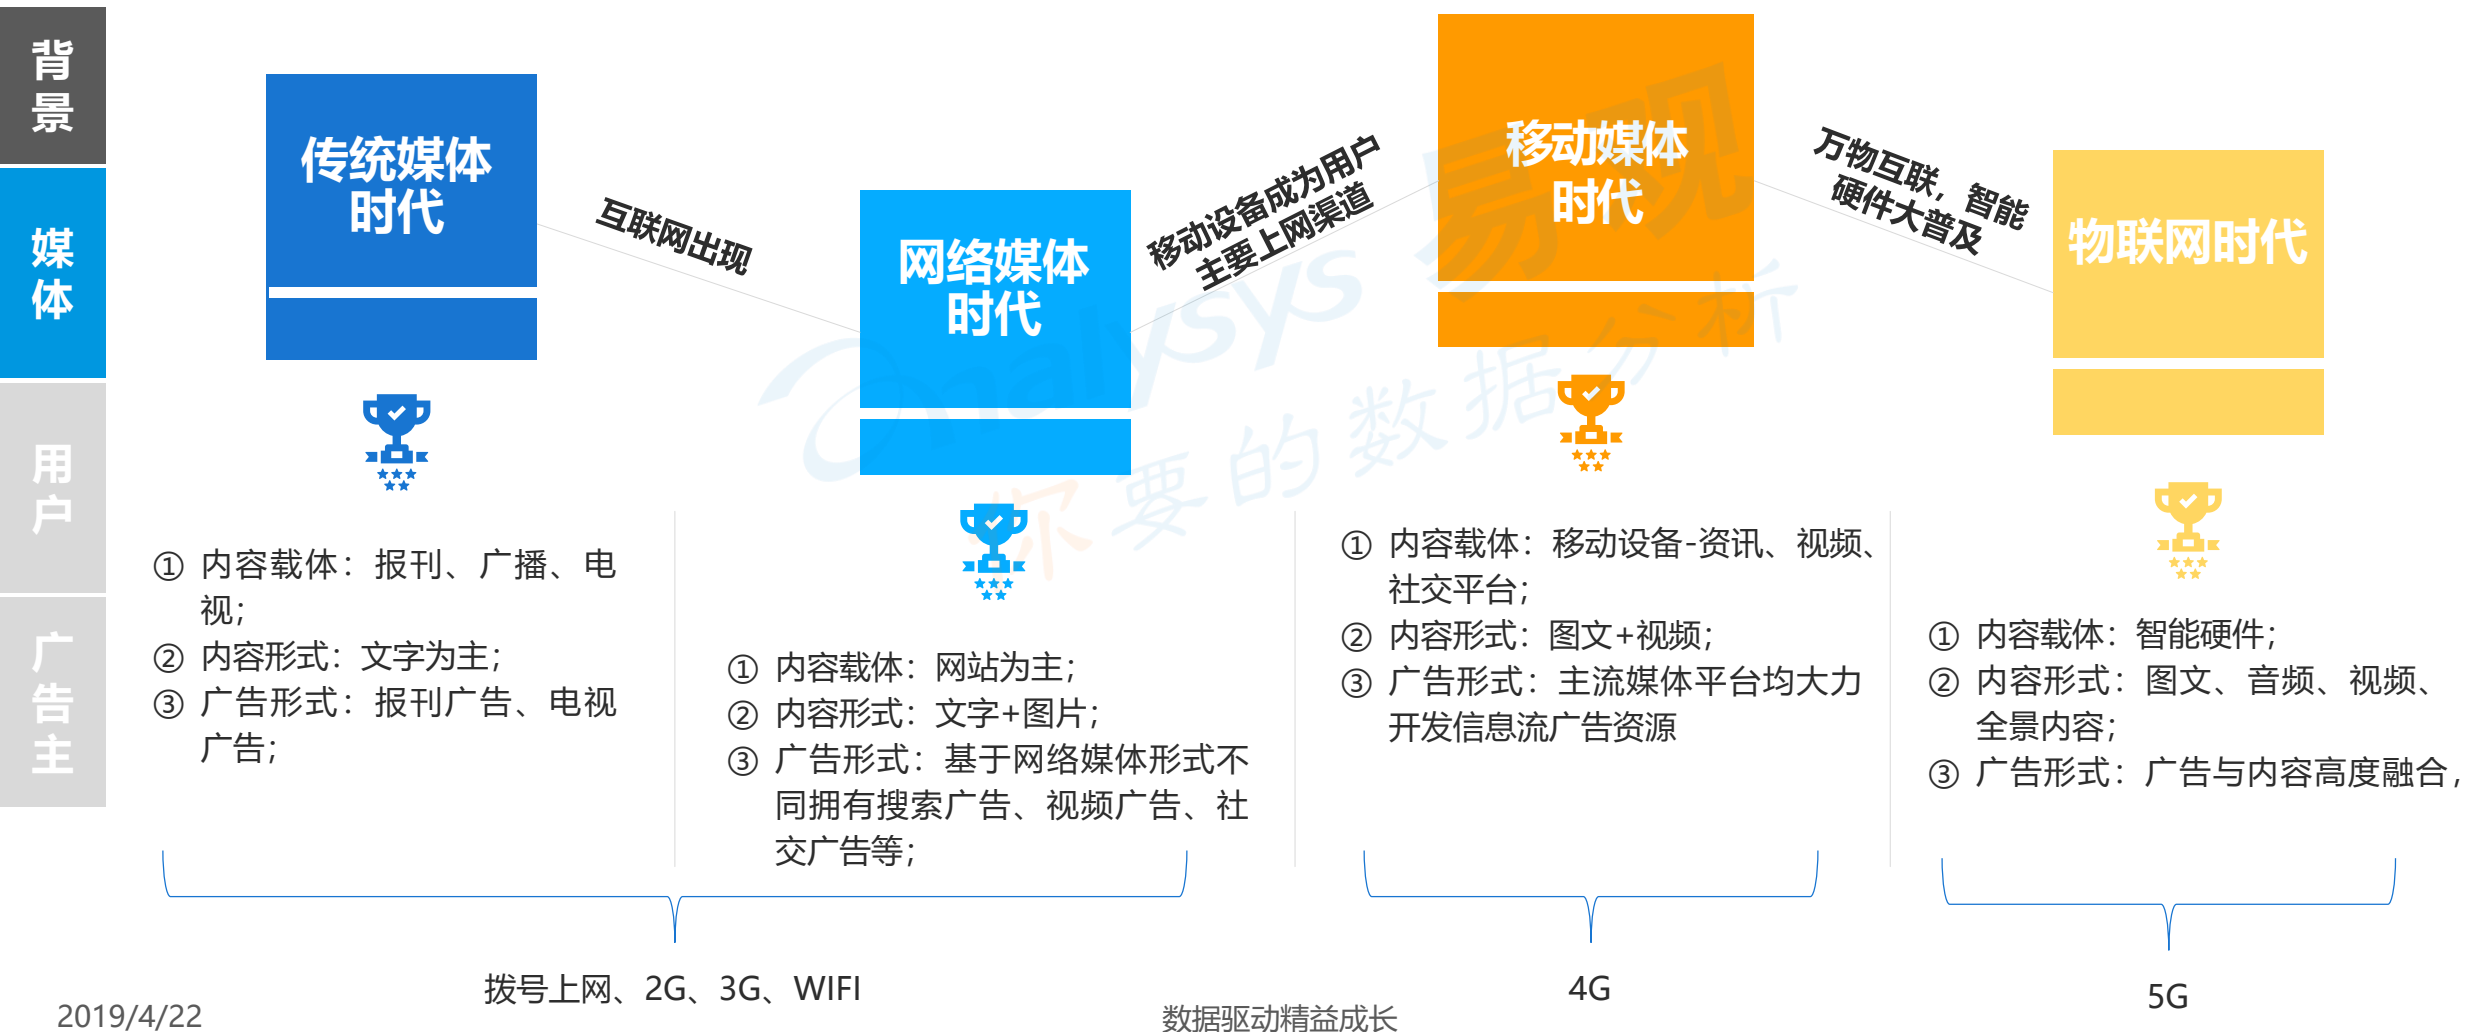 背
景
媒
体
用
户
广
告
主
传统媒体
时代
互联网出现
网络媒体
时代
移动设备成为用户
主要上网渠道
移动媒体
时代
万物互联，智能
硬件大普及
物联网时代
① 内容载体：报刊、广播、电
视；
② 内容形式：文字为主；
③ 广告形式：报刊广告、电视
广告；
① 内容载体：网站为主；
② 内容形式：文字+图片；
③ 广告形式：基于网络媒体形式不
同拥有搜索广告、视频广告、社
交广告等；
① 内容载体：移动设备-资讯、视频、
社交平台；
② 内容形式：图文+视频；
③ 广告形式：主流媒体平台均大力
开发信息流广告资源
① 内容载体：智能硬件；
② 内容形式：图文、音频、视频、
全景内容；
③ 广告形式：广告与内容高度融合，
拨号上网、2G、3G、WIFI
4G
5G
2019/4/22
数据驱动精益成长
analysys 易观
你要的数据分析